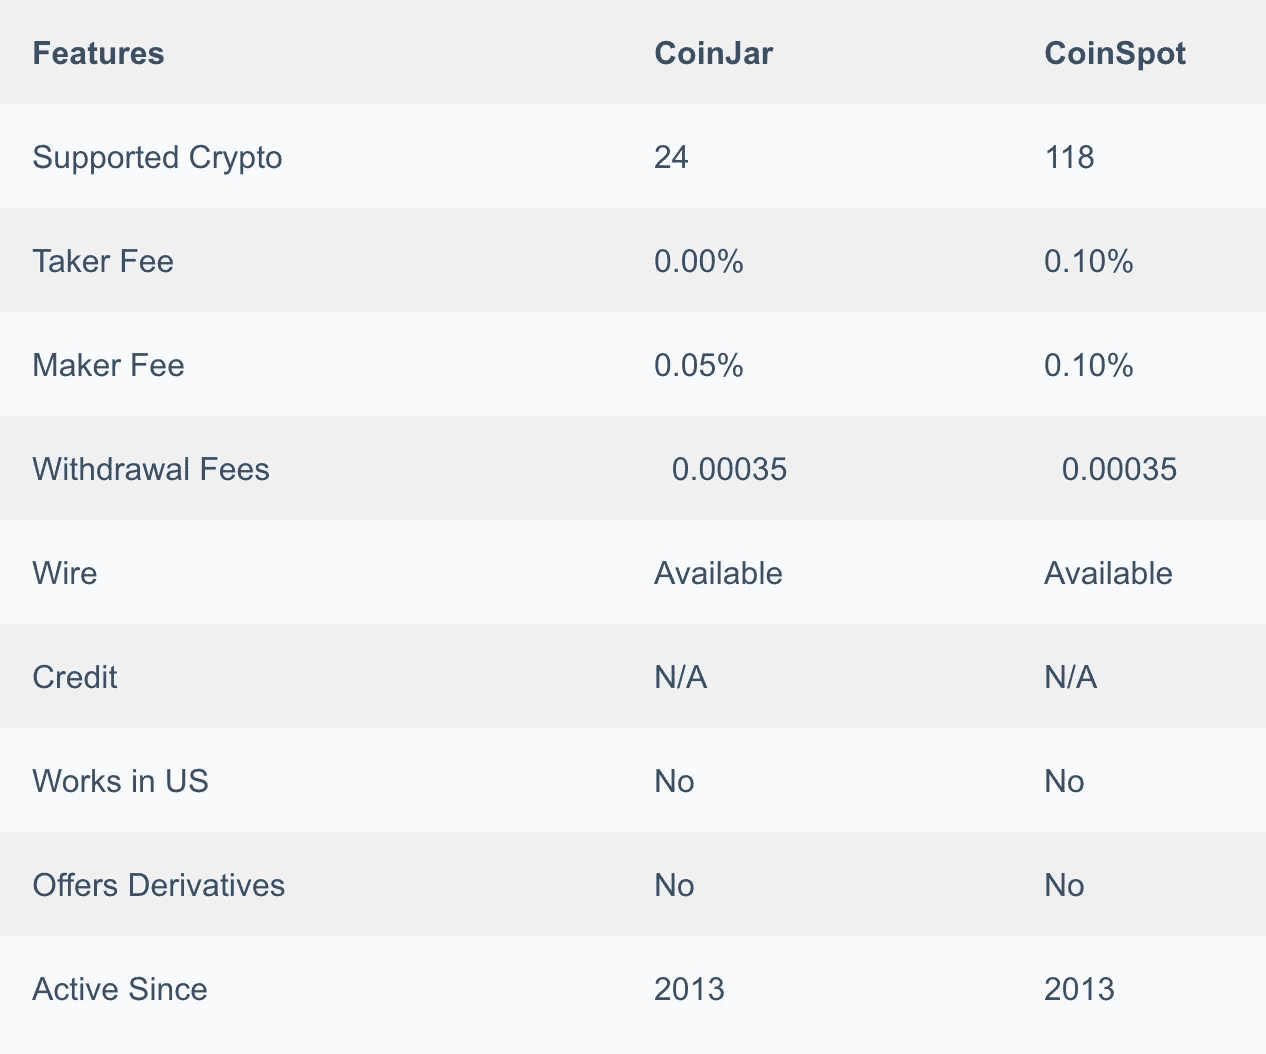 Features CoinJar CoinSpot
Supported Crypto 24 118
Taker Fee 0.00% 0.10%
Maker Fee 0.05% 0.10%
Withdrawal Fees 0.00035 0.00035
Wire Available Available
Credit N/A N/A
Works in US No No
Offers Derivatives No No
Active Since 2013 2013